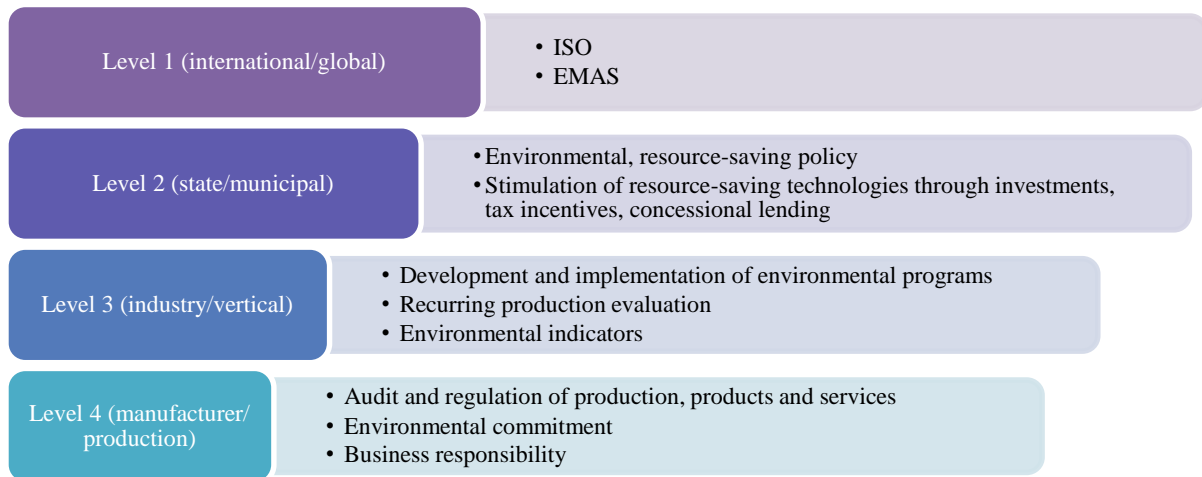 Level 1 (international/global)
• ISO
• EMAS
Level 2 (state/municipal)
• Environmental, resource-saving policy
• Stimulation of resource-saving technologies through investments,
tax incentives, concessional lending
Level 3 (industry/vertical)
• Development and implementation of environmental programs
• Recurring production evaluation
• Environmental indicators
Level 4 (manufacturer/
production)
• Audit and regulation of production, products and services
• Environmental commitment
• Business responsibility